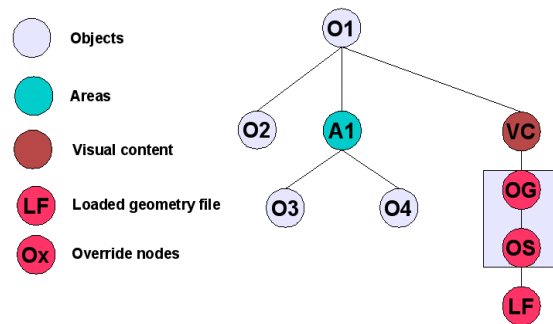 Objects
Areas
Visual content
LF Loaded geometry file
Ox Override nodes
O1
O2 A1 VC
O3 O4
OG
OS
LF